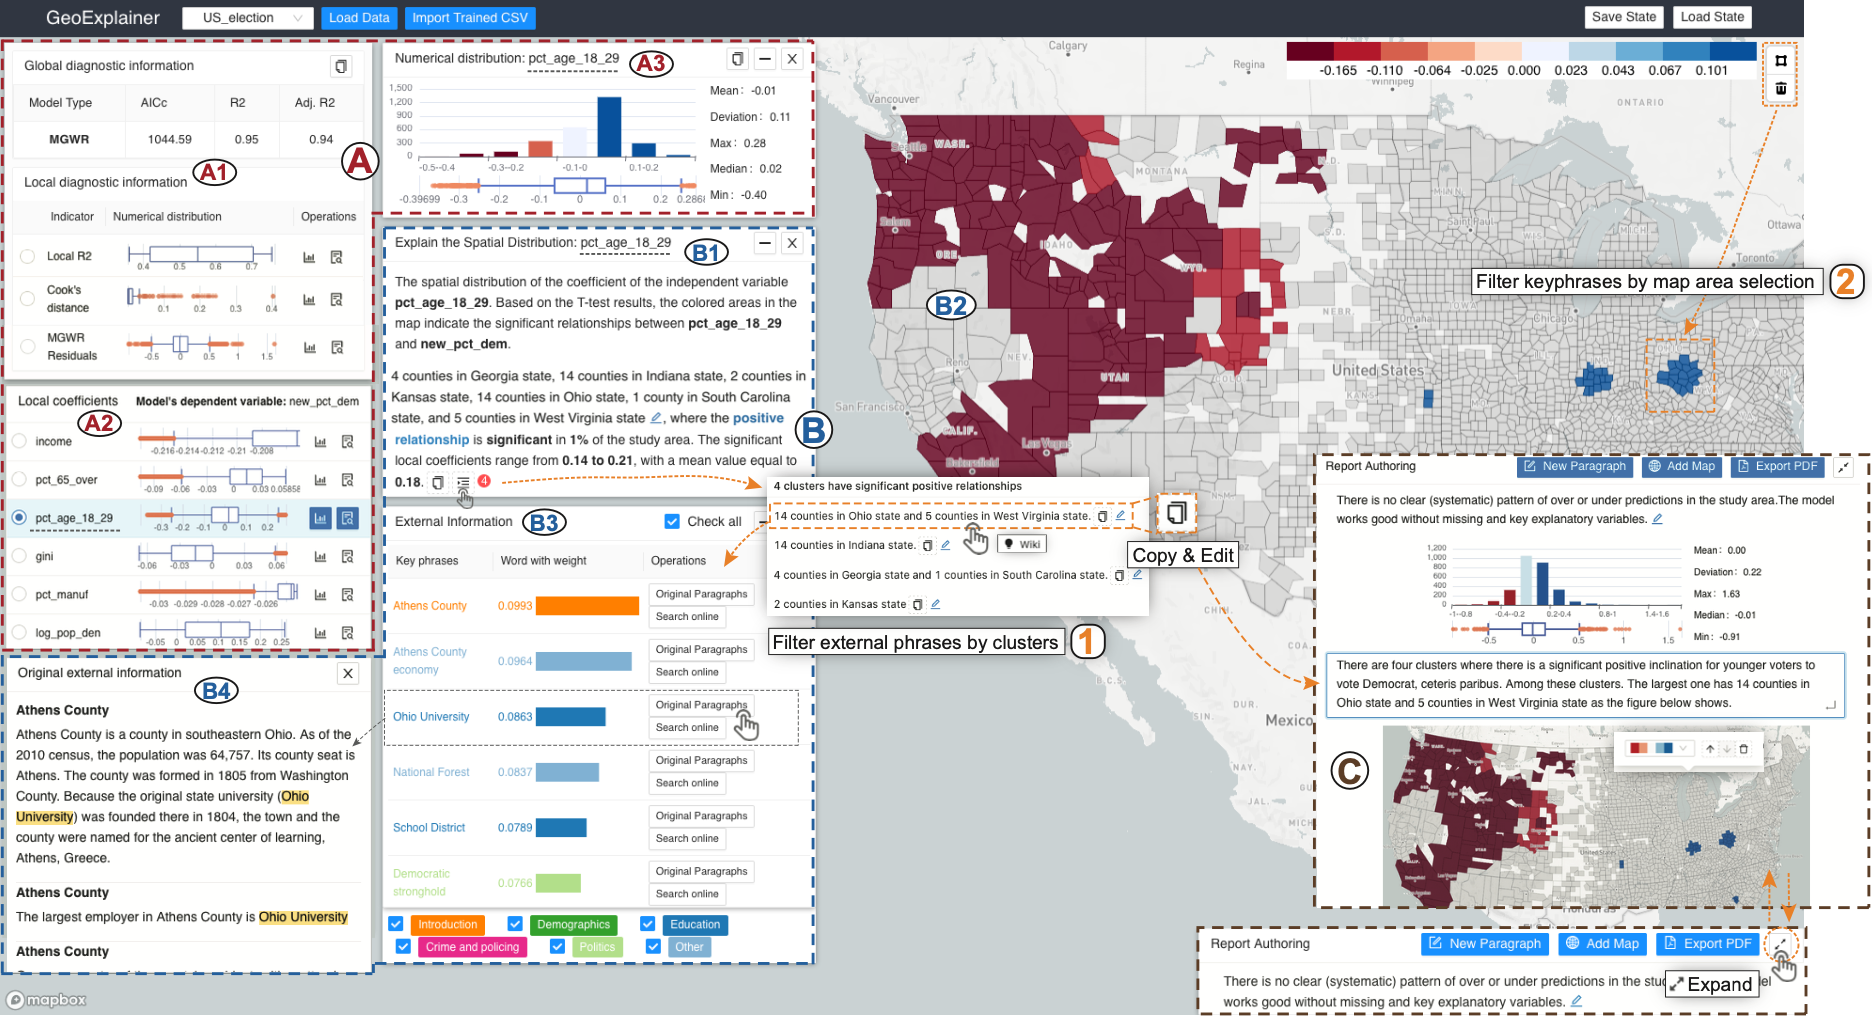 GeoExplainer
US_election
Load Data
Import Trained CSV
Save State
Load State
Global diagnostic information
Model Type AICc R2 Adj. R2
MGWR 1044.59 0.95 0.94
A1
A
Local diagnostic information
Indicator Numerical distribution Operations
Local R2
0.4 0.5 0.6 0.7
Cook's
distance
0.1 0.2 0.3 0.4
MGWR
Residuals
-0.5 0 0.5 1 1.5
Local coefficients
Model's dependent variable: new_pct_dem
A2
income
-0.216 -0.214 -0.212 -0.21 -0.208
pct_65_over
-0.09 -0.06 -0.03 0 0.03 0.05858
pct_age_18_29
-0.3 -0.2 -0.1 0 0.1 0.2
gini
-0.06 -0.03 0 0.03 0.06
pct_manuf
-0.03 -0.029 -0.028 -0.027 -0.026
log_pop_den
-0.05 0 0.05 0.1 0.15 0.2 0.25
Original external information
B4
Athens County
Athens County is a county in southeastern Ohio. As of the
2010 census, the population was 64,757. Its county seat is
Athens. The county was formed in 1805 from Washington
County. Because the original state university (Ohio
University) was founded there in 1804, the town and the
county were named for the ancient center of learning,
Athens, Greece.
Athens County
The largest employer in Athens County is Ohio University
Athens County
mapbox
Numerical distribution: pct_age_18_29
A3
1,500
1,200
900
600
300
0
-0.5--0.4 -0.3--0.2 -0.1-0 0.1-0.2
-0.39699 -0.3 -0.2 -0.1 0 0.1 0.2
Mean: -0.01
Deviation: 0.11
Max: 0.28
Median: 0.02
Min: -0.40
Explain the Spatial Distribution: pct_age_18_29
B1
The spatial distribution of the coefficient of the independent variable
pct_age_18_29. Based on the T-test results, the colored areas in the
map indicate the significant relationships between pct_age_18_29
and new_pct_dem.
4 counties in Georgia state, 14 counties in Indiana state, 2 counties in
Kansas state, 14 counties in Ohio state, 1 county in South Carolina
state, and 5 counties in West Virginia state , where the positive
relationship is significant in 1% of the study area. The significant
local coefficients range from 0.14 to 0.21, with a mean value equal to
0.18.
4
B
External Information
B3
Check all
Key phrases Word with weight Operations
Athens County 0.0993
Original Paragraphs
Search online
Athens County
economy
0.0964
Original Paragraphs
Search online
Ohio University 0.0863
Original Paragraphs
Search online
National Forest 0.0837
Original Paragraphs
Search online
School District 0.0789
Original Paragraphs
Search online
Democratic
stronghold
0.0766
Original Paragraphs
Search online
Introduction
Demographics
Education
Crime and policing
Politics
Other
4 clusters have significant positive relationships
14 counties in Ohio state and 5 counties in West Virginia state.
14 counties in Indiana state.
Wiki
4 counties in Georgia state and 1 counties in South Carolina state.
2 counties in Kansas state
Filter external phrases by clusters
1
Copy & Edit
-0.165 -0.110 -0.064 -0.025 0.000 0.023 0.043 0.067 0.101
Filter keyphrases by map area selection
2
B2
Calgary
Regina
Winnipeg
Vancouver
ONTARIO
Seattle
WASH.
MONTANA
N.D.
MINN.
Saint Paul
Ottawa
Salem
ORE.
IDAHO
WYO.
S.D.
WIS.
MICH.
Toronto
NEBR.
IOWA
Omaha
Chicago
Reno
NEV.
UTAH
COLO.
United States
KANS.
San Francisco
CALIF.
Las Vegas
Bakersfield
N.M.
CHIH.
COA
B.C.S.
SIN.
DUR.
Mexico
NAY.
JAL.
GU
MICH
Honduras
Report Authoring
New Paragraph
Add Map
Export PDF
There is no clear (systematic) pattern of over or under predictions in the study area.The model
works good without missing and key explanatory variables.
1,200
1,000
800
600
400
200
0
-1--0.8 -0.4--0.2 0.2-0.4 0.8-1 1.4-1.6
-0.5 0 0.5 1 1.5
Mean: 0.00
Deviation: 0.22
Max: 1.63
Median: -0.01
Min: -0.91
There are four clusters where there is a significant positive inclination for younger voters to
vote Democrat, ceteris paribus. Among these clusters. The largest one has 14 counties in
Ohio state and 5 counties in West Virginia state as the figure below shows.
C
Report Authoring
New Paragraph
Add Map
Export PDF
There is no clear (systematic) pattern of over or under predictions in the
works good without missing and key explanatory variables.
Expand